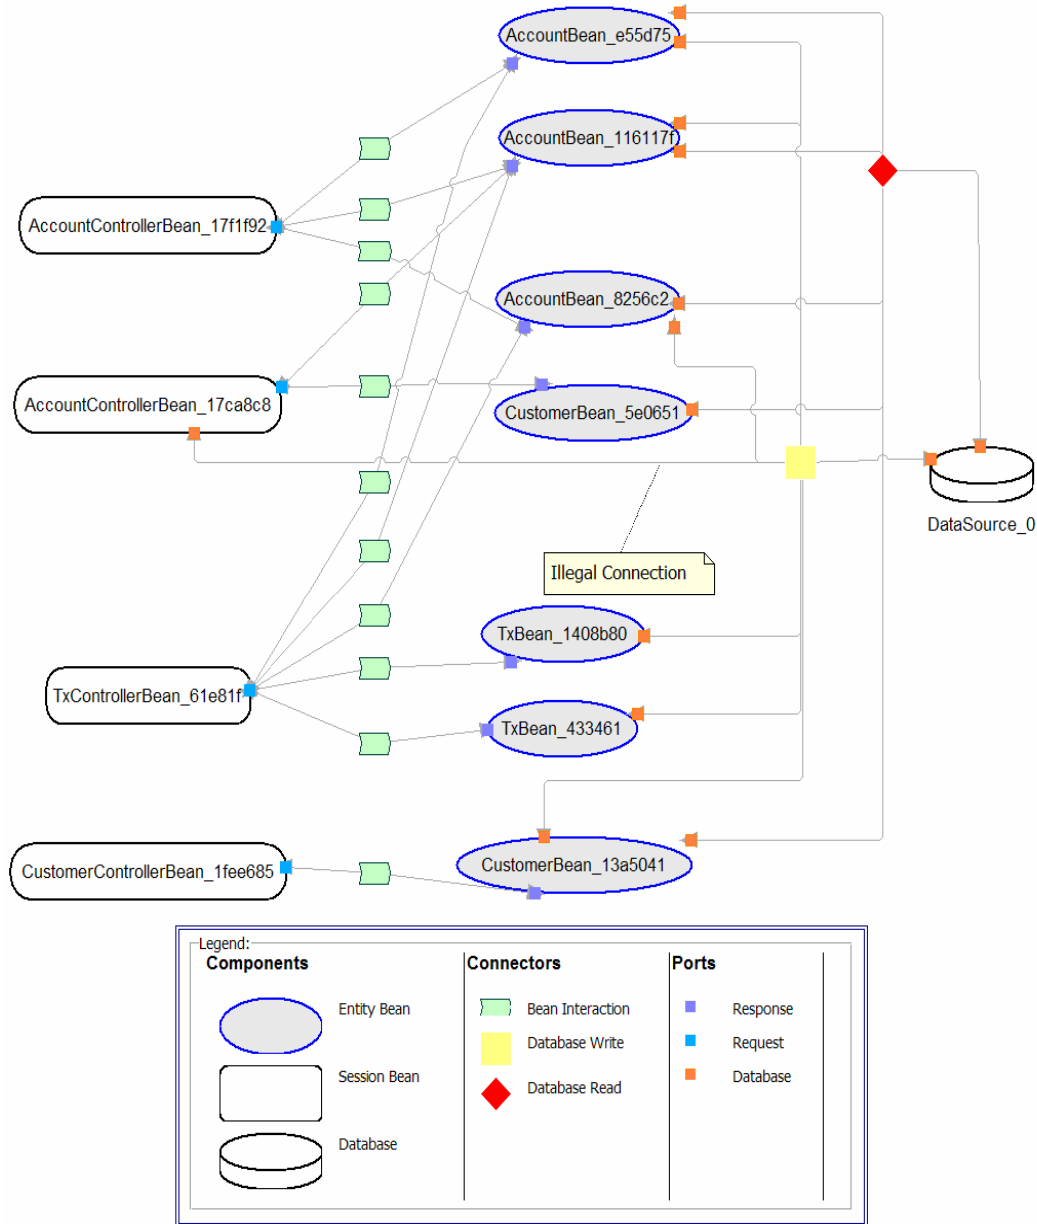 AccountBean_e55d75
AccountBean_116117f
AccountControllerBean_17f1f92
AccountBean_8256c2
AccountControllerBean_17ca8c8
CustomerBean_5e0651
DataSource_0
Illegal Connection
TxBean_1408b80
TxControllerBean_61e81f
TxBean_433461
CustomerControllerBean_1fee685
CustomerBean_13a5041
Legend:
Components
Connectors
Ports
Entity Bean
Bean Interaction
Response
Database Write
Request
Session Bean
Database Read
Database
Database